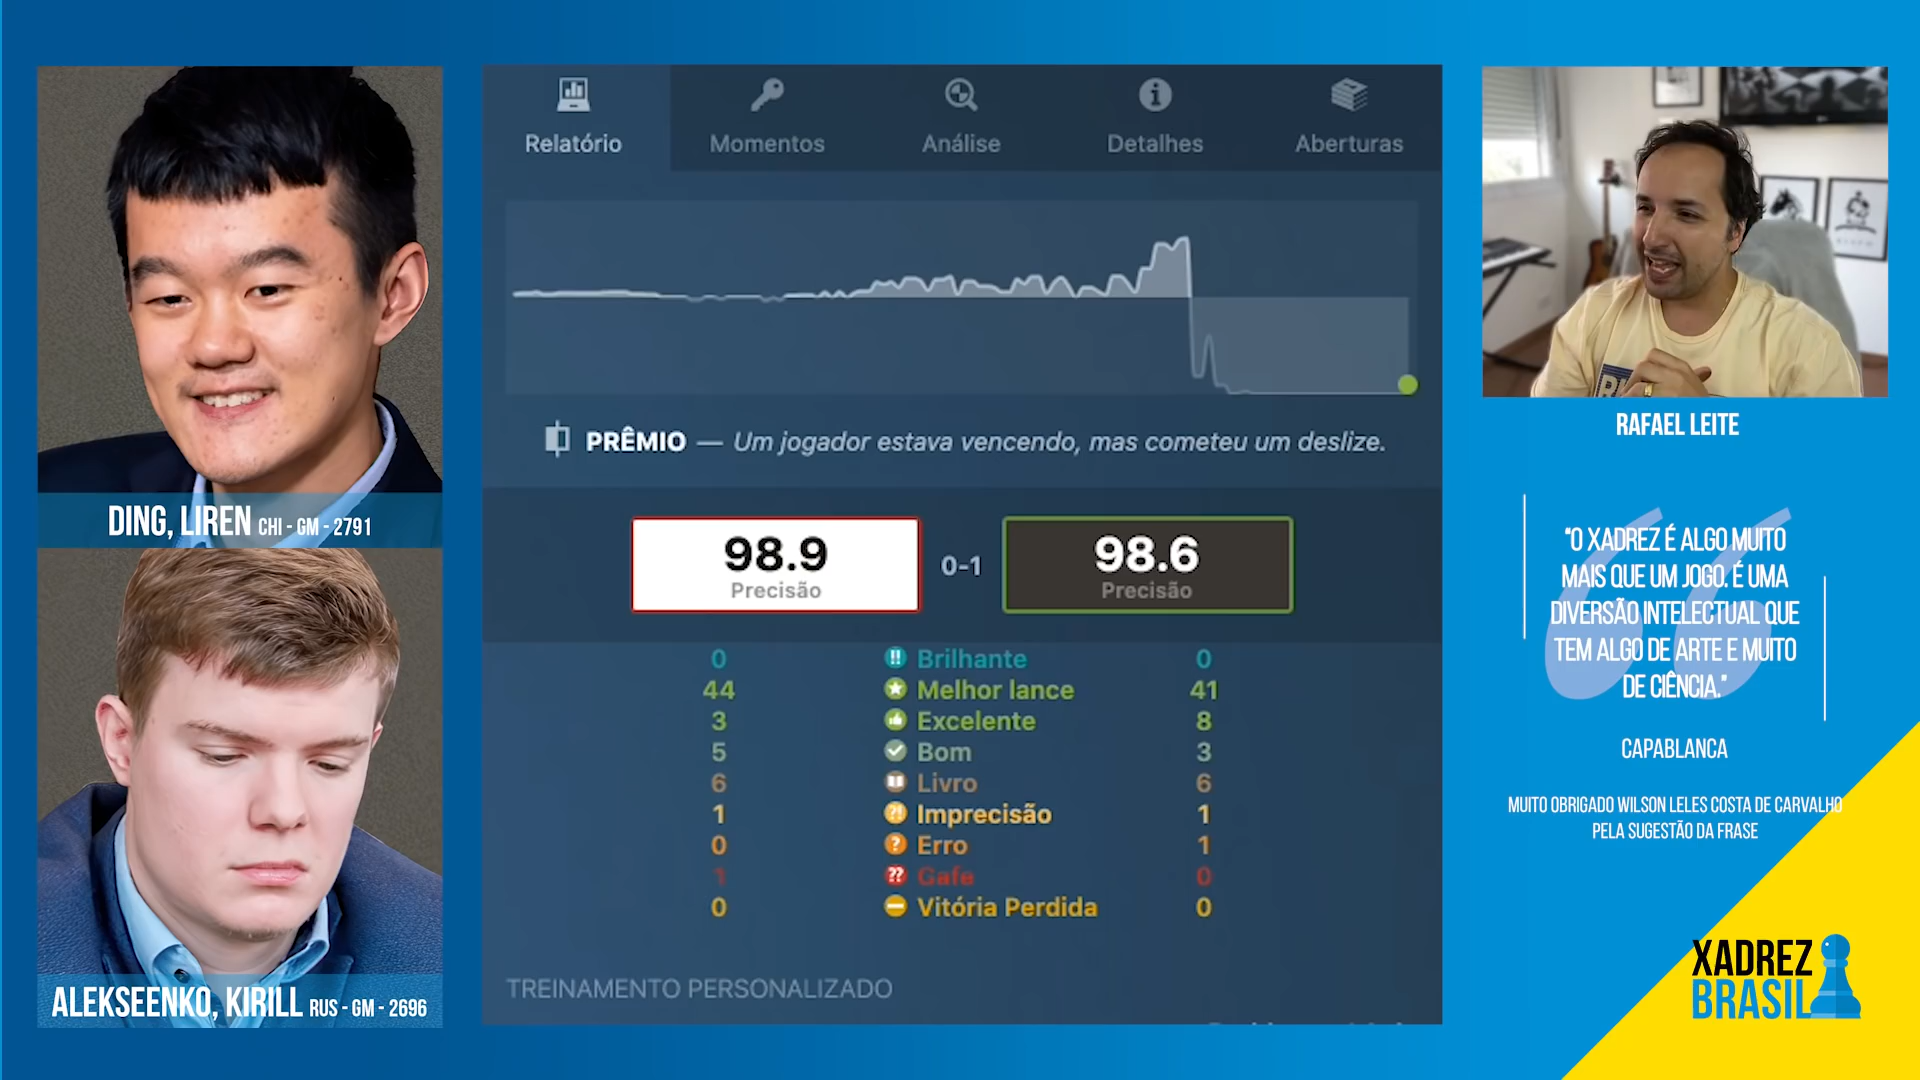 DING, LIREN CHI - GM - 2791
ALEKSEENKO, KIRILL RUS - GM - 2696
Relatório
Momentos
Análise
Detalhes
Aberturas
PRÊMIO — Um jogador estava vencendo, mas cometeu um deslize.
98.9
Precisão
0-1
98.6
Precisão
0 Brilhante 0
44 Melhor lance 41
3 Excelente 8
5 Bom 3
6 Livro 6
1 Imprecisão 1
0 Erro 1
1 Gafe 0
0 Vitória Perdida 0
TREINAMENTO PERSONALIZADO
RAFAEL LEITE
"O XADREZ É ALGO MUITO
MAIS QUE UM JOGO. É UMA
DIVERSÃO INTELECTUAL QUE
TEM ALGO DE ARTE E MUITO
DE CIÊNCIA."
CAPABLANCA
MUITO OBRIGADO WILSON LELES COSTA DE CARVALHO
PELA SUGESTÃO DA FRASE
XADREZ
BRASIL